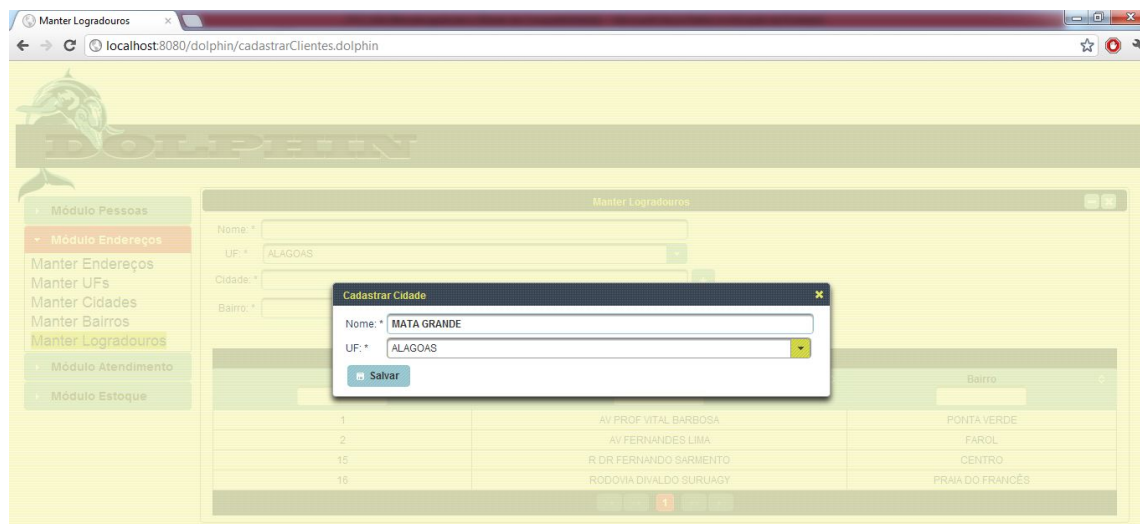 Manter Logradouros
localhost:8080/dolphin/cadastrarClientes.dolphin
DOLPHIN
Módulo Pessoas
Módulo Endereços
Manter Endereços
Manter UFs
Manter Cidades
Manter Bairros
Manter Logradouros
Módulo Atendimento
Módulo Estoque
Manter Logradouros
Nome: *
UF: * ALAGOAS
Cidade: *
Bairro: *
Cadastrar Cidade
Nome: * MATA GRANDE
UF: * ALAGOAS
Salvar
Bairro
1 AV PROF VITAL BARBOSA PONTA VERDE
2 AV FERNANDES LIMA FAROL
15 R DR FERNANDO SARMENTO CENTRO
16 RODOVIA DIVALDO SURUAGY PRAIA DO FRANCÊS
1